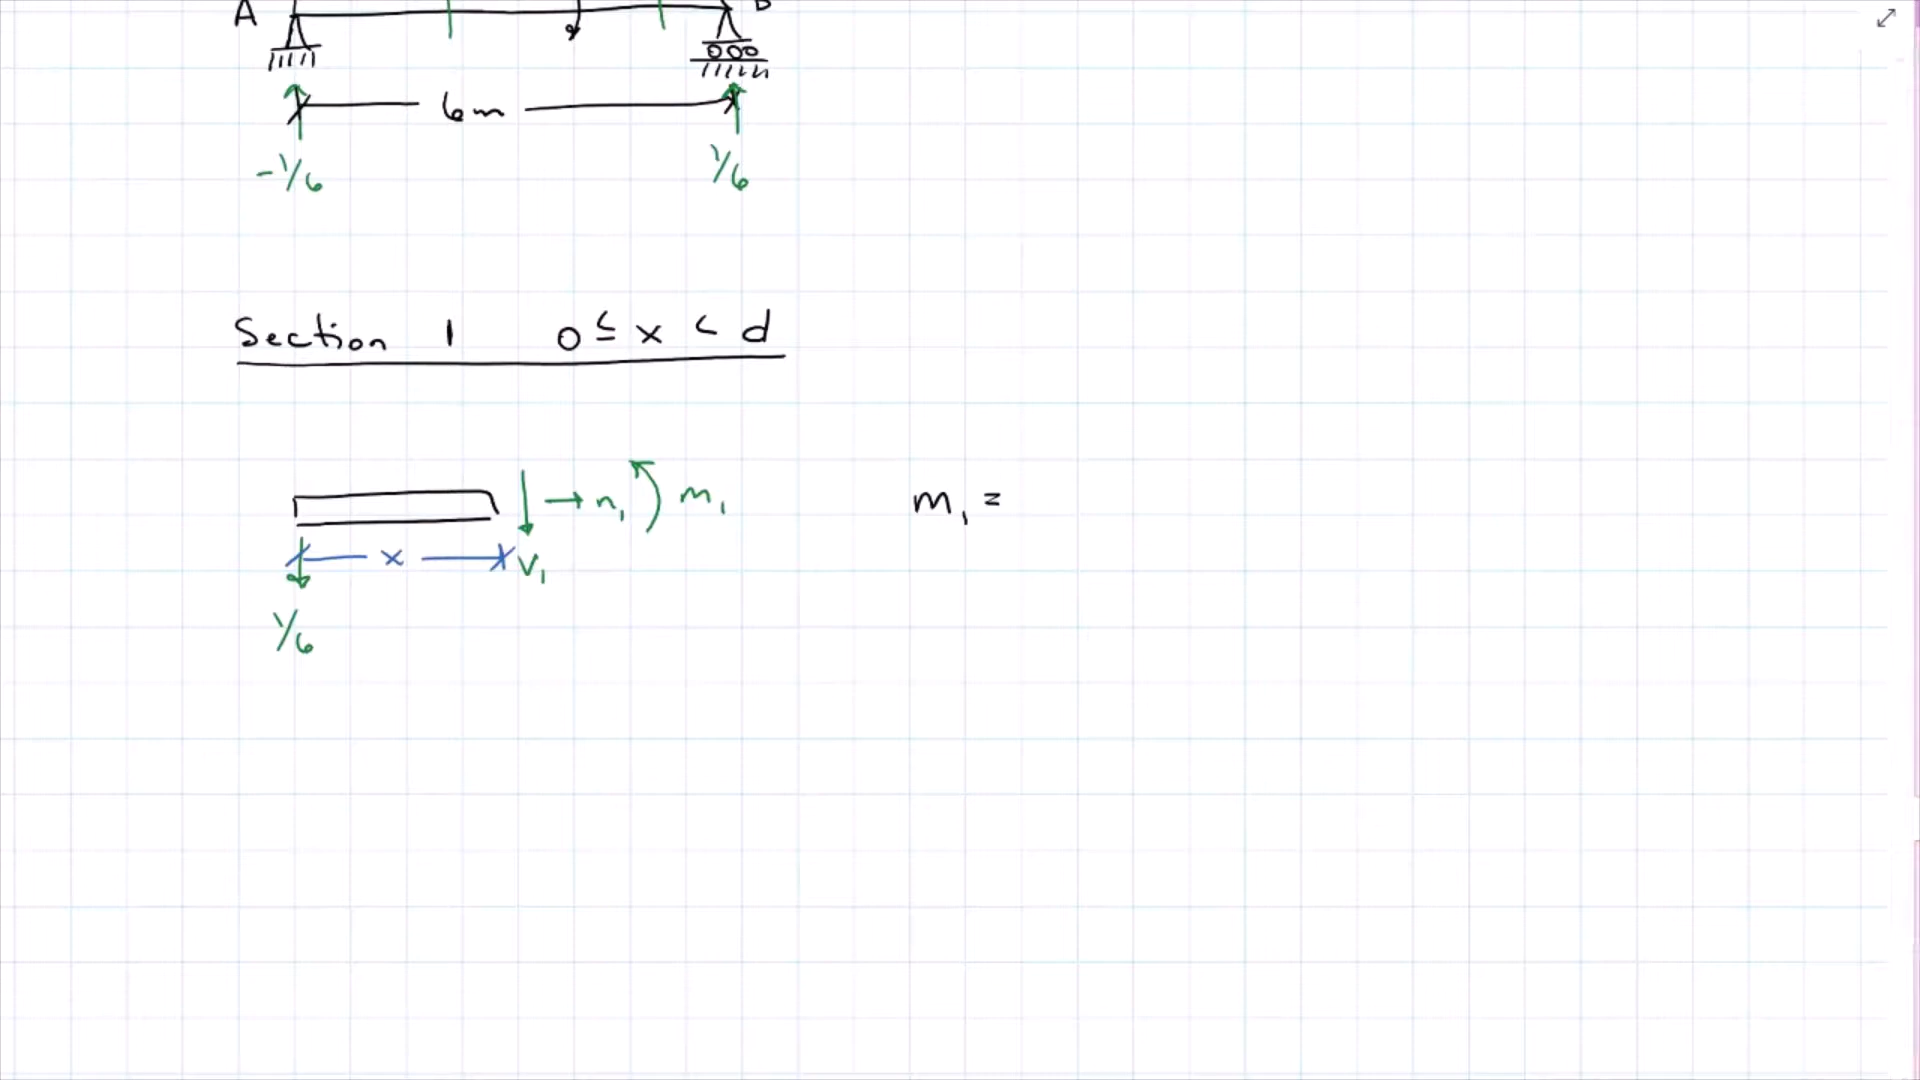 A B
6m
-1/6 1/6
Section 1 0 ≤ x < d
n₁ m₁ m₁ =
x v₁
1/6